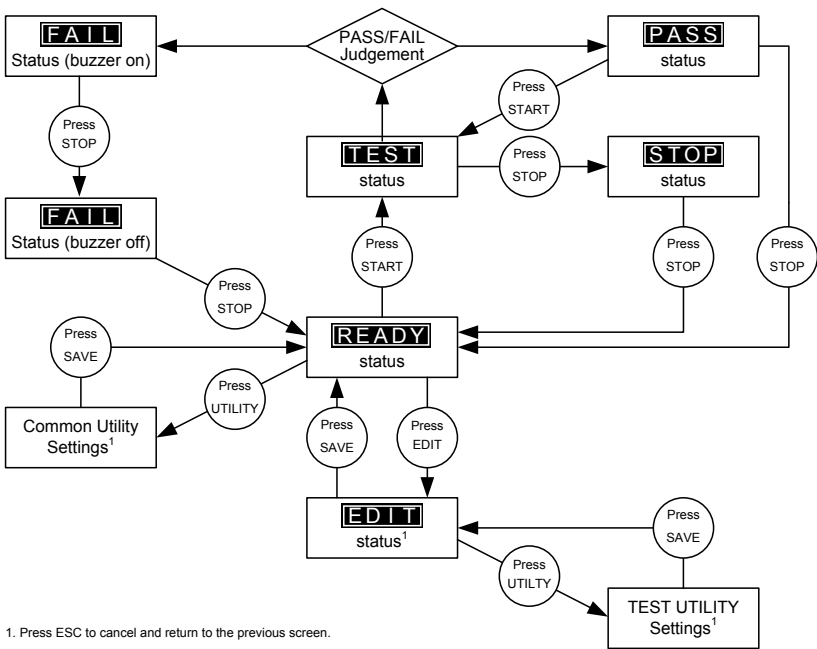 FAIL
Status (buzzer on)
PASS/FAIL
Judgement
PASS
status
Press
START
Press
STOP
TEST
status
Press
STOP
STOP
status
FAIL
Status (buzzer off)
Press
START
Press
STOP
Press
STOP
Press
STOP
READY
status
Press
SAVE
Press
UTILITY
Common Utility
Settings¹
Press
SAVE
Press
EDIT
EDIT
status¹
Press
SAVE
Press
UTILTY
TEST UTILITY
Settings¹
1. Press ESC to cancel and return to the previous screen.